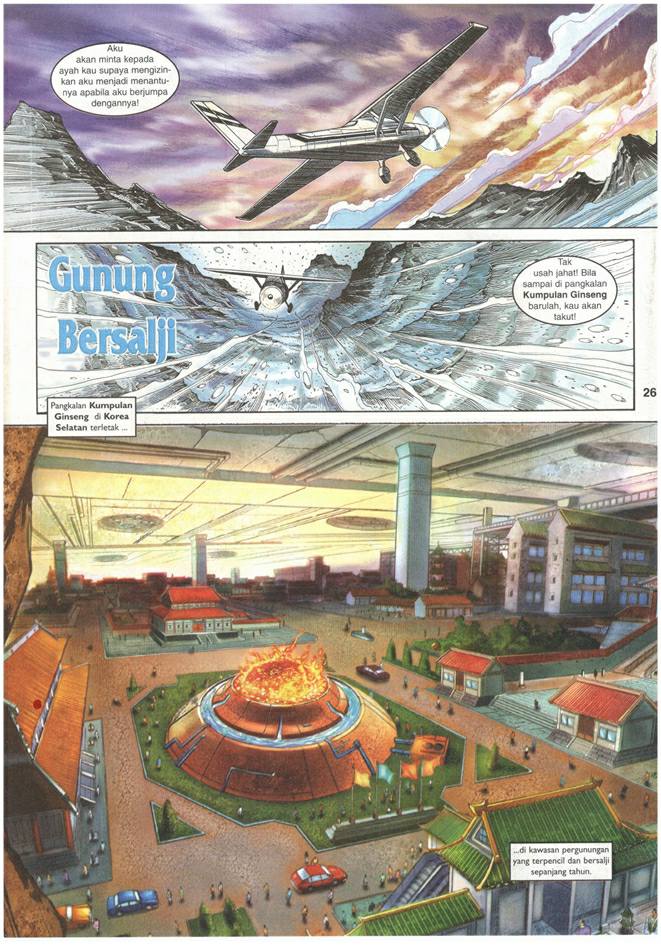 Aku
akan minta kepada
ayah kau supaya mengizin-
kan aku menjadi menantu-
nya apabila aku berjumpa
dengannya!
Gunung
Bersalji
Tak
usah jahat! Bila
sampai di pangkalan
Kumpulan Ginseng
barulah, kau akan
takut!
26
Pangkalan Kumpulan
Ginseng di Korea
Selatan terletak ...
...di kawasan pergunungan
yang terpencil dan bersalji
sepanjang tahun.